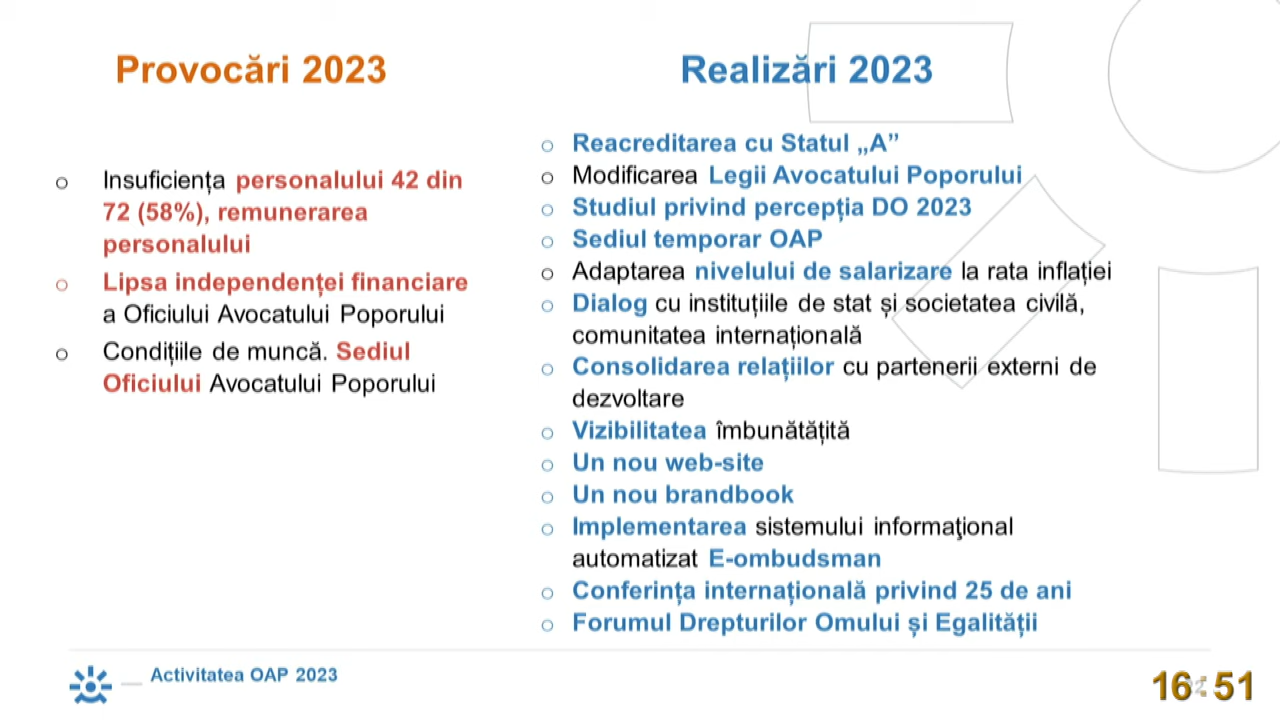 Provocări 2023
Insuficiența personalului 42 din
72 (58%), remunerarea
personalului
Lipsa independenței financiare
a Oficiului Avocatului Poporului
Condițiile de muncă. Sediul
Oficiului Avocatului Poporului
Realizări 2023
Reacreditarea cu Statul „A”
Modificarea Legii Avocatului Poporului
Studiul privind percepția DO 2023
Sediul temporar OAP
Adaptarea nivelului de salarizare la rata inflației
Dialog cu instituțiile de stat și societatea civilă,
comunitatea internațională
Consolidarea relațiilor cu partenerii externi de
dezvoltare
Vizibilitatea îmbunătățită
Un nou web-site
Un nou brandbook
Implementarea sistemului informaţional
automatizat E-ombudsman
Conferința internațională privind 25 de ani
Forumul Drepturilor Omului și Egalității
Activitatea OAP 2023
16:51